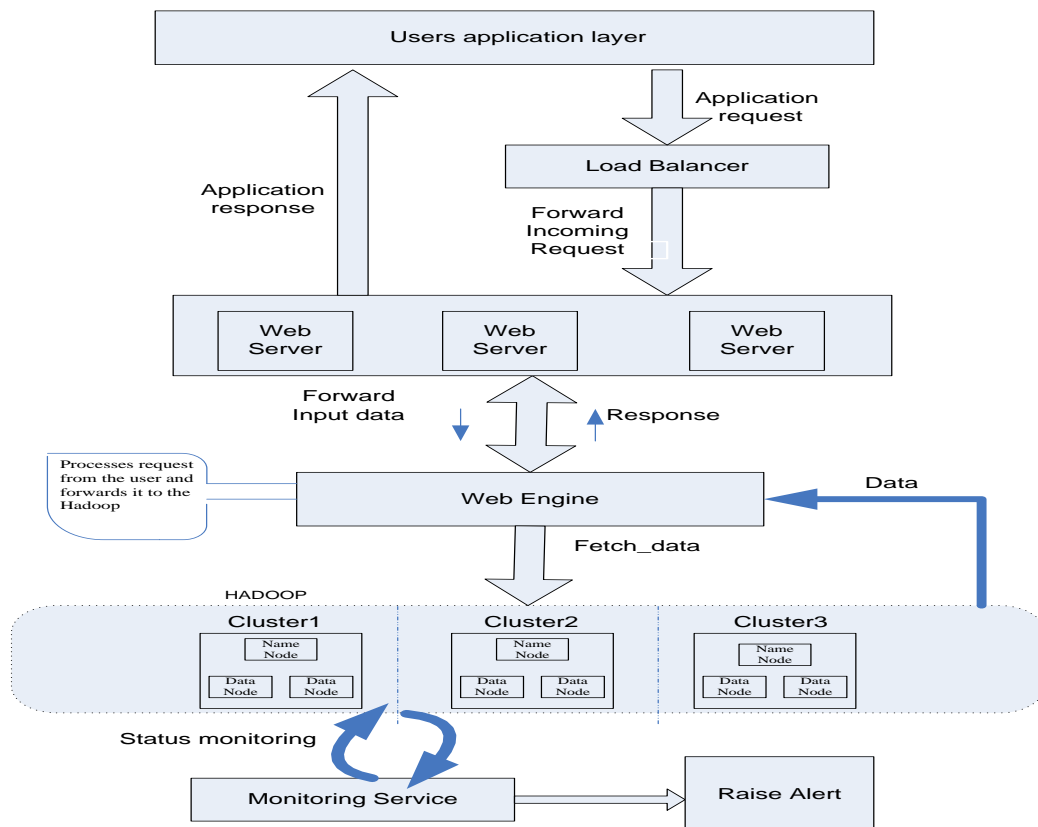 Users application layer
Application
request
Load Balancer
Application
response
Forward
Incoming
Request
Web
Server
Web
Server
Web
Server
Forward
Input data
Response
Processes request
from the user and
forwards it to the
Hadoop
Web Engine
Data
Fetch_data
HADOOP
Cluster1
Cluster2
Cluster3
Name
Node
Data
Node
Data
Node
Name
Node
Data
Node
Data
Node
Name
Node
Data
Node
Data
Node
Status monitoring
Monitoring Service
Raise Alert